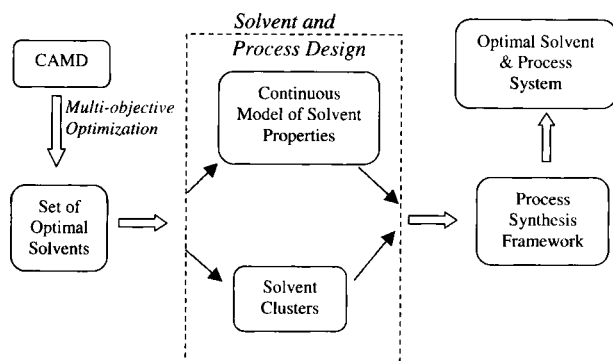 CAMD
Multi-objective
Optimization
Set of
Optimal
Solvents
Solvent and
Process Design
Continuous
Model of Solvent
Properties
Solvent
Clusters
Optimal Solvent
& Process
System
Process
Synthesis
Framework